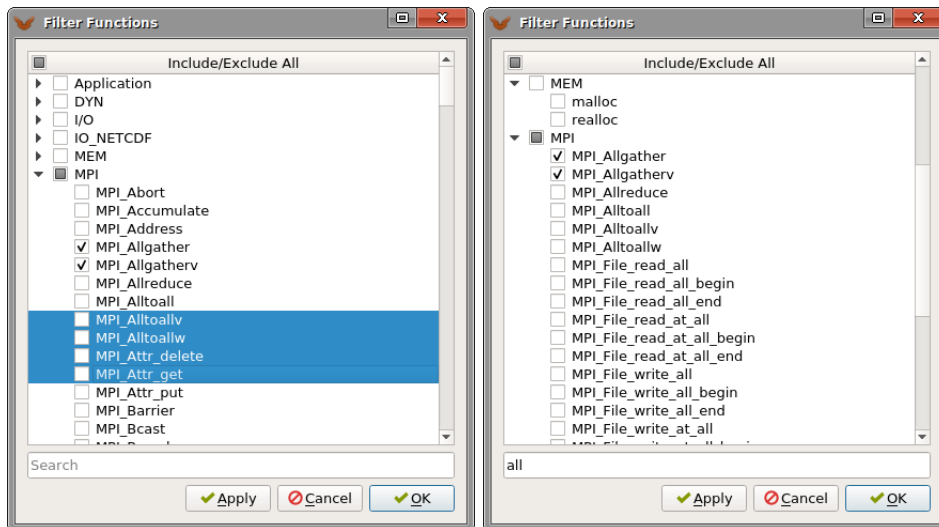 Filter Functions
Include/Exclude All
Application
DYN
I/O
IO_NETCDF
MEM
MPI
MPI_Abort
MPI_Accumulate
MPI_Address
MPI_Allgather
MPI_Allgatherv
MPI_Allreduce
MPI_Alltoall
MPI_Alltoallv
MPI_Alltoallw
MPI_Attr_delete
MPI_Attr_get
MPI_Attr_put
MPI_Barrier
MPI_Bcast
Search
Apply
Cancel
OK
Filter Functions
Include/Exclude All
MEM
malloc
realloc
MPI
MPI_Allgather
MPI_Allgatherv
MPI_Allreduce
MPI_Alltoall
MPI_Alltoallv
MPI_Alltoallw
MPI_File_read_all
MPI_File_read_all_begin
MPI_File_read_all_end
MPI_File_read_at_all
MPI_File_read_at_all_begin
MPI_File_read_at_all_end
MPI_File_write_all
MPI_File_write_all_begin
MPI_File_write_all_end
MPI_File_write_at_all
all
Apply
Cancel
OK